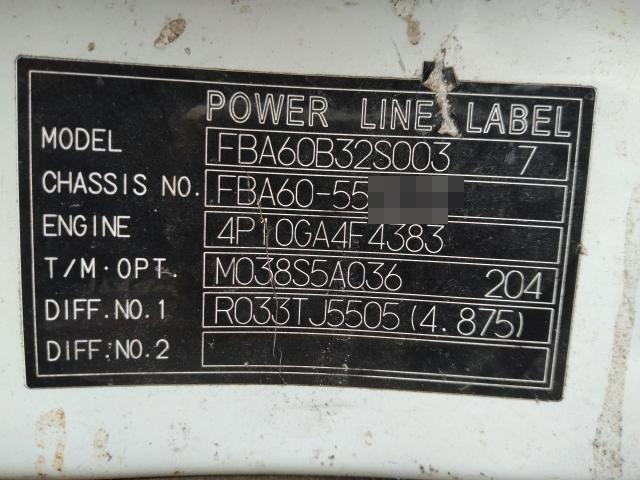 POWER LINE LABEL
MODEL FBA60B32S003 7
CHASSIS NO. FBA60-55
ENGINE 4P10GA4F4383
T/M·OPT. M038S5A036 204
DIFF.NO.1 R033TJ5505(4.875)
DIFF.NO.2